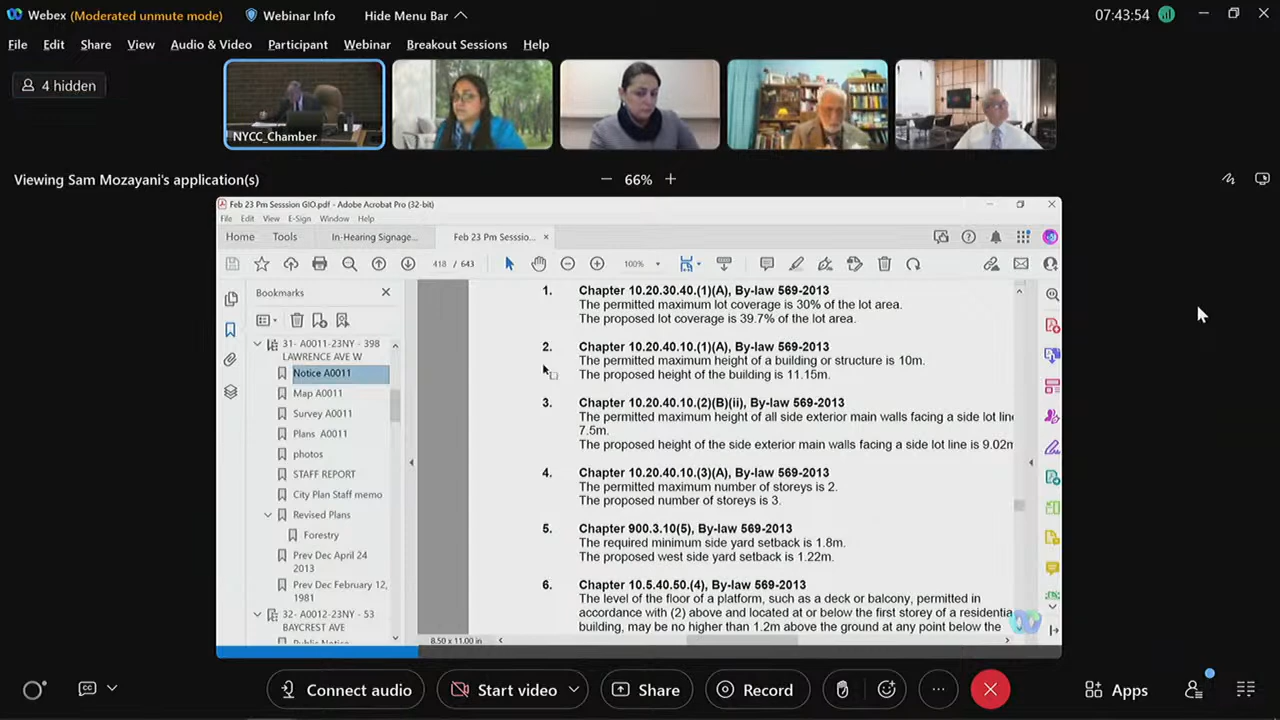 Webex (Moderated unmute mode) Webinar Info Hide Menu Bar 07:43:54
File Edit Share View Audio & Video Participant Webinar Breakout Sessions Help
4 hidden
NYCC_Chamber
Viewing Sam Mozayani's application(s) 66%
Feb 23 Pm Sesssion GIO.pdf - Adobe Acrobat Pro (32-bit)
File Edit View E-Sign Window Help
Home Tools In-Hearing Signage... Feb 23 Pm Sesssio...
418 / 643 100%
Bookmarks
31- A0011-23NY - 398
LAWRENCE AVE W
Notice A0011
Map A0011
Survey A0011
Plans A0011
photos
STAFF REPORT
City Plan Staff memo
Revised Plans
Forestry
Prev Dec April 24
2013
Prev Dec February 12,
1981
32- A0012-23NY - 53
BAYCREST AVE
Public Notice
1. Chapter 10.20.30.40.(1)(A), By-law 569-2013
The permitted maximum lot coverage is 30% of the lot area.
The proposed lot coverage is 39.7% of the lot area.
2. Chapter 10.20.40.10.(1)(A), By-law 569-2013
The permitted maximum height of a building or structure is 10m.
The proposed height of the building is 11.15m.
3. Chapter 10.20.40.10.(2)(B)(ii), By-law 569-2013
The permitted maximum height of all side exterior main walls facing a side lot line
7.5m.
The proposed height of the side exterior main walls facing a side lot line is 9.02m
4. Chapter 10.20.40.10.(3)(A), By-law 569-2013
The permitted maximum number of storeys is 2.
The proposed number of storeys is 3.
5. Chapter 900.3.10(5), By-law 569-2013
The required minimum side yard setback is 1.8m.
The proposed west side yard setback is 1.22m.
6. Chapter 10.5.40.50.(4), By-law 569-2013
The level of the floor of a platform, such as a deck or balcony, permitted in
accordance with (2) above and located at or below the first storey of a residentia
building, may be no higher than 1.2m above the ground at any point below the
8.50 x 11.00 in
Connect audio Start video Share Record Apps